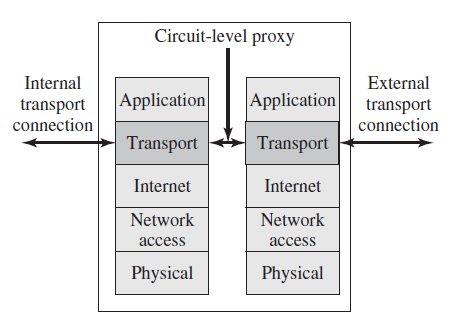 Circuit-level proxy
Internal
transport
connection
External
transport
connection
Application
Transport
Internet
Network
access
Physical
Application
Transport
Internet
Network
access
Physical